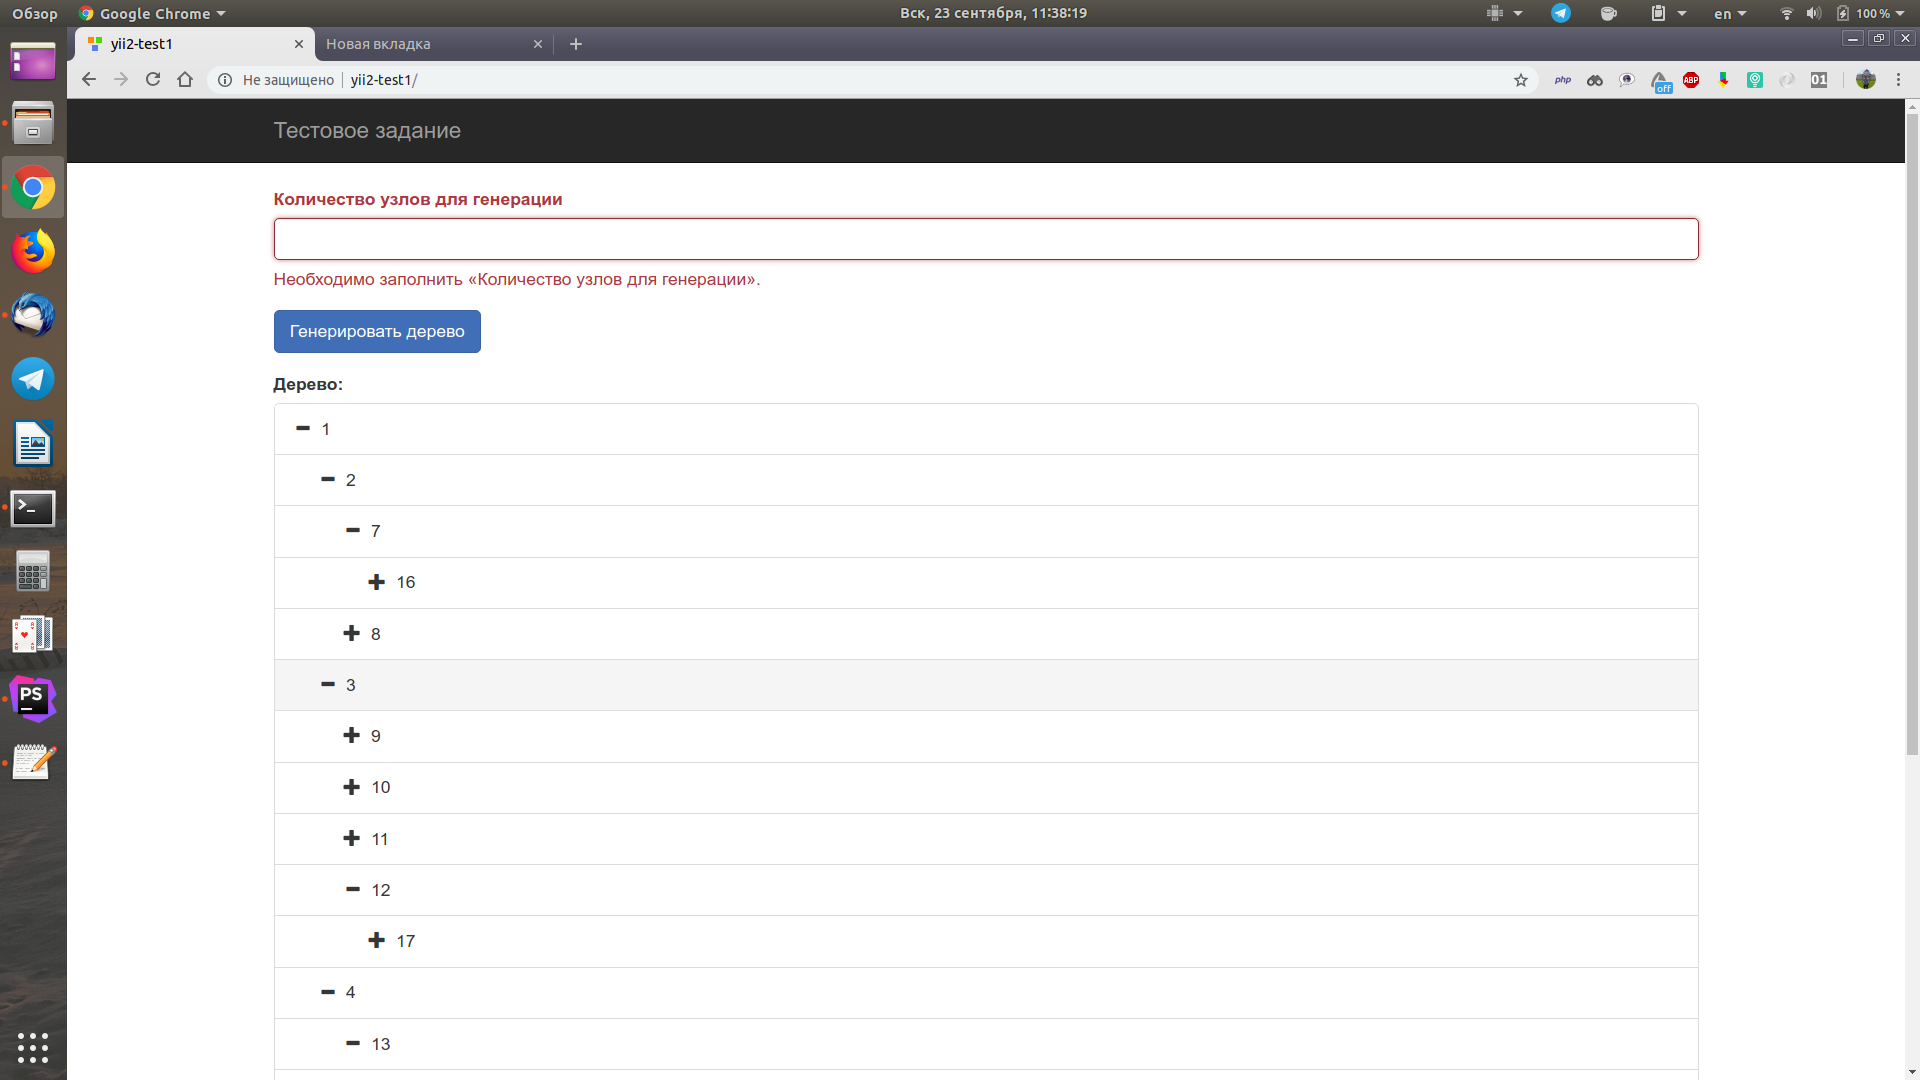 Обзор
Google Chrome
Вск, 23 сентября, 11:38:19
en
100 %
yii2-test1
Новая вкладка
Не защищено
yii2-test1/
php
off
ABP
01
Тестовое задание
Количество узлов для генерации
Необходимо заполнить «Количество узлов для генерации».
Генерировать дерево
Дерево:
1
2
7
16
8
3
9
10
11
12
17
4
13
PS